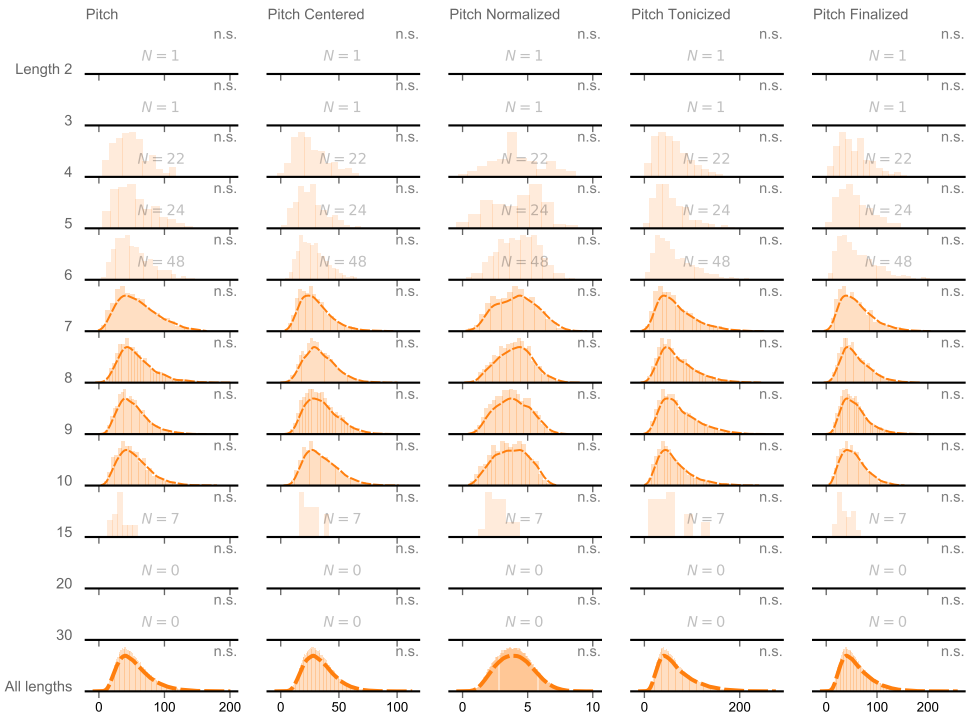 Pitch Pitch Centered Pitch Normalized Pitch Tonicized Pitch Finalized
n.s. n.s. n.s. n.s. n.s.
Length 2 N = 1 N = 1 N = 1 N = 1 N = 1
n.s. n.s. n.s. n.s. n.s.
3 N = 1 N = 1 N = 1 N = 1 N = 1
n.s. n.s. n.s. n.s. n.s.
4 N = 22 N = 22 N = 22 N = 22 N = 22
n.s. n.s. n.s. n.s. n.s.
5 N = 24 N = 24 N = 24 N = 24 N = 24
n.s. n.s. n.s. n.s. n.s.
6 N = 48 N = 48 N = 48 N = 48 N = 48
n.s. n.s. n.s. n.s. n.s.
7
n.s. n.s. n.s. n.s. n.s.
8
n.s. n.s. n.s. n.s. n.s.
9
n.s. n.s. n.s. n.s. n.s.
10
n.s. n.s. n.s. n.s. n.s.
15 N = 7 N = 7 N = 7 N = 7 N = 7
n.s. n.s. n.s. n.s. n.s.
20 N = 0 N = 0 N = 0 N = 0 N = 0
n.s. n.s. n.s. n.s. n.s.
30 N = 0 N = 0 N = 0 N = 0 N = 0
n.s. n.s. n.s. n.s. n.s.
All lengths
0 100 200 0 50 100 0 5 10 0 200 0 100 200